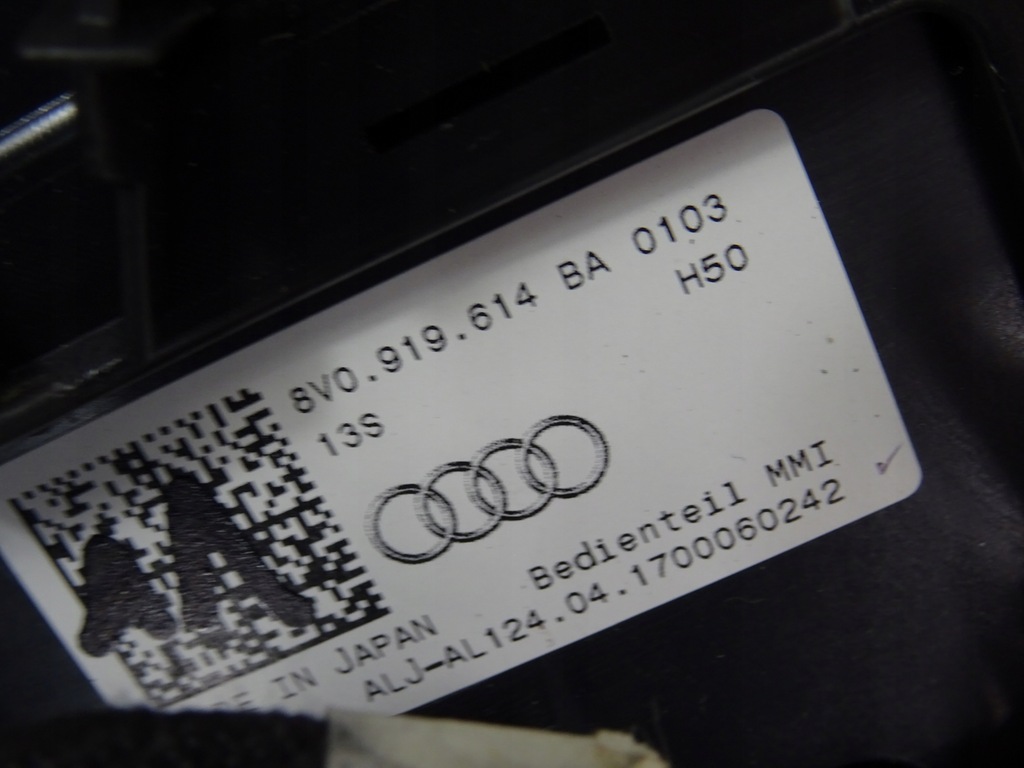 8V0.919.614 BA 0103
13S H50
Bedienteil MMI
IN JAPAN
ALJ-AL124.04.1700060242